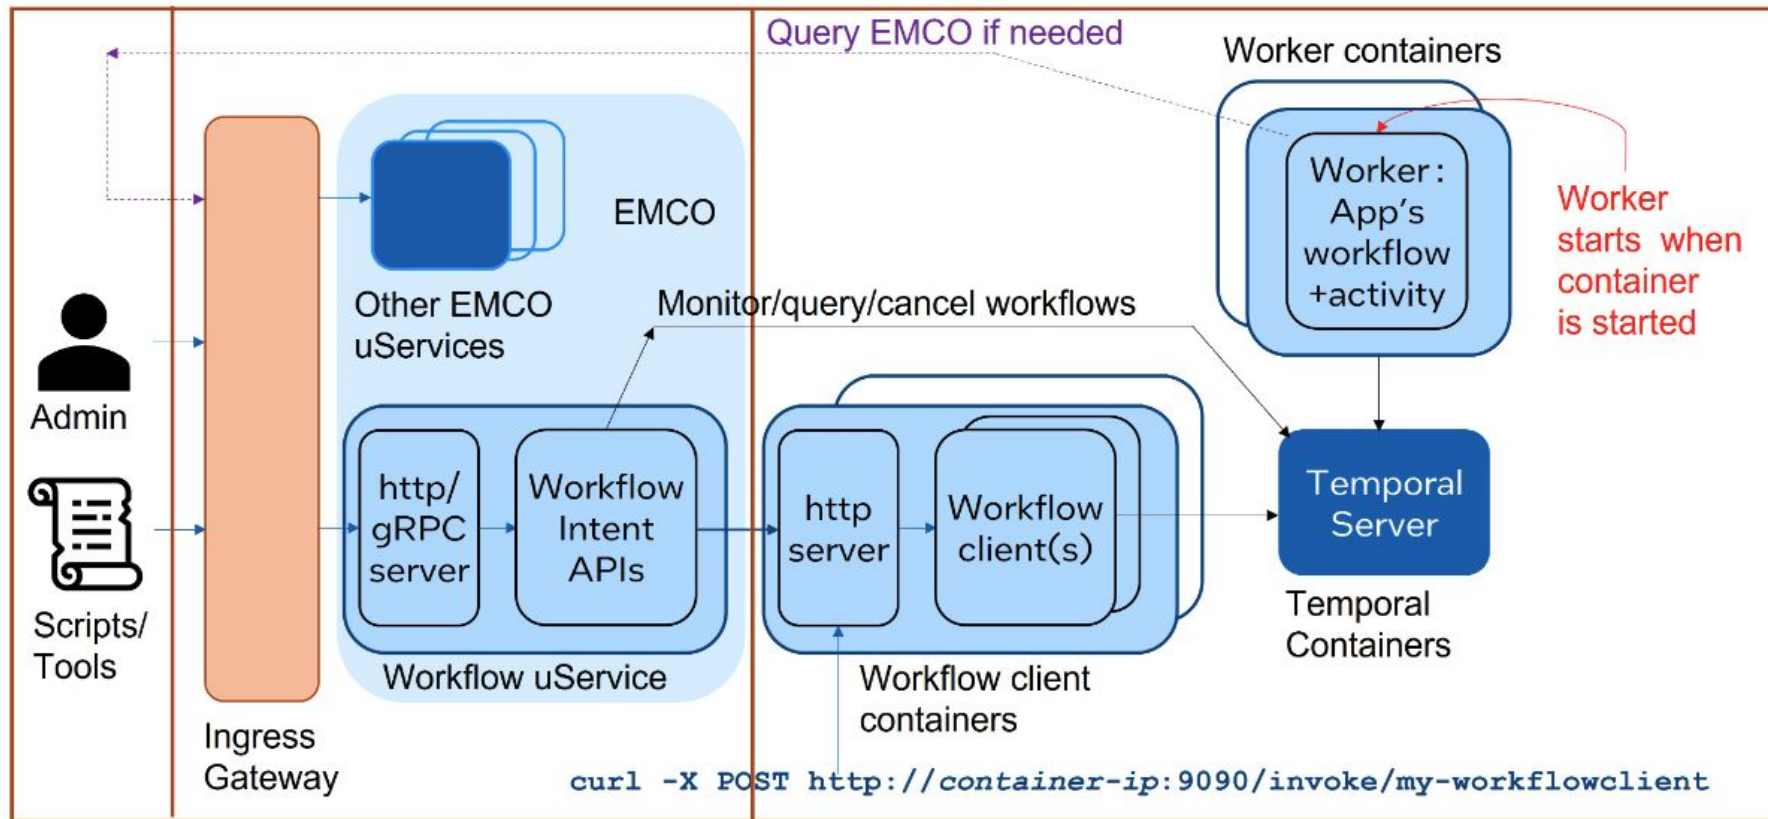 Query EMCO if needed
Worker containers
Worker:
App's
workflow
+activity
Worker
starts when
container
is started
EMCO
Other EMCO
uServices
Monitor/query/cancel workflows
Admin
http/
gRPC
server
Workflow
Intent
APIs
http
server
Workflow
client(s)
Temporal
Server
Scripts/
Tools
Workflow uService
Workflow client
containers
Temporal
Containers
Ingress
Gateway
curl -X POST http://container-ip:9090/invoke/my-workflowclient